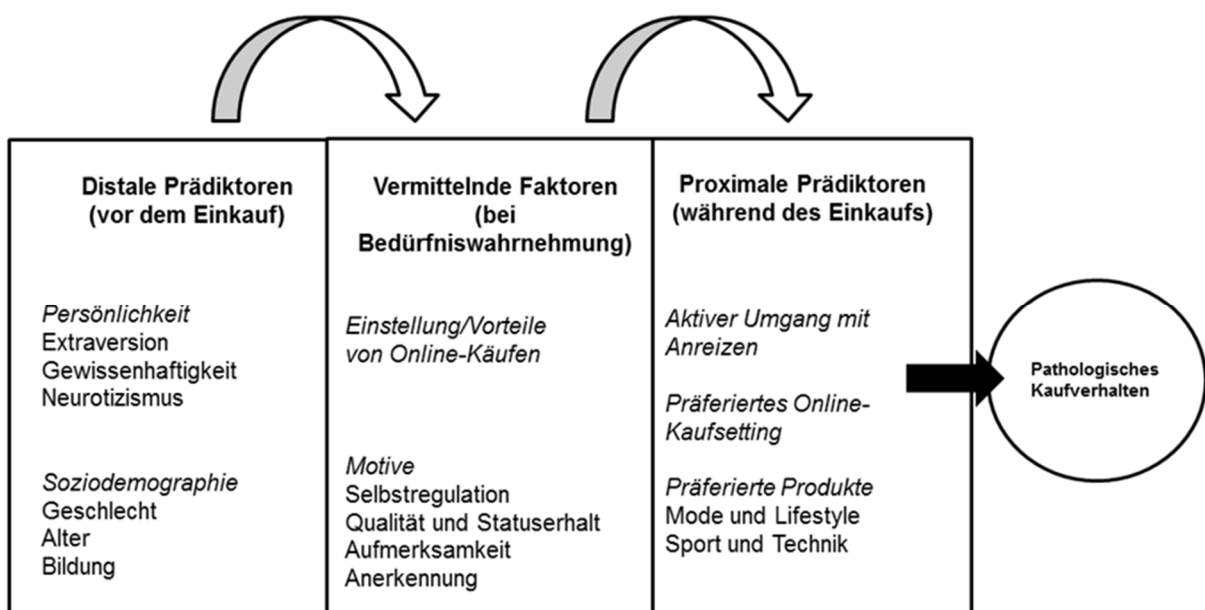 Distale Prädiktoren
(vor dem Einkauf)
Persönlichkeit
Extraversion
Gewissenhaftigkeit
Neurotizismus
Soziodemographie
Geschlecht
Alter
Bildung
Vermittelnde Faktoren
(bei
Bedürfniswahrnehmung)
Einstellung/Vorteile
von Online-Käufen
Motive
Selbstregulation
Qualität und Statuserhalt
Aufmerksamkeit
Anerkennung
Proximale Prädiktoren
(während des Einkaufs)
Aktiver Umgang mit
Anreizen
Präferiertes Online-
Kaufsetting
Präferierte Produkte
Mode und Lifestyle
Sport und Technik
Pathologisches
Kaufverhalten